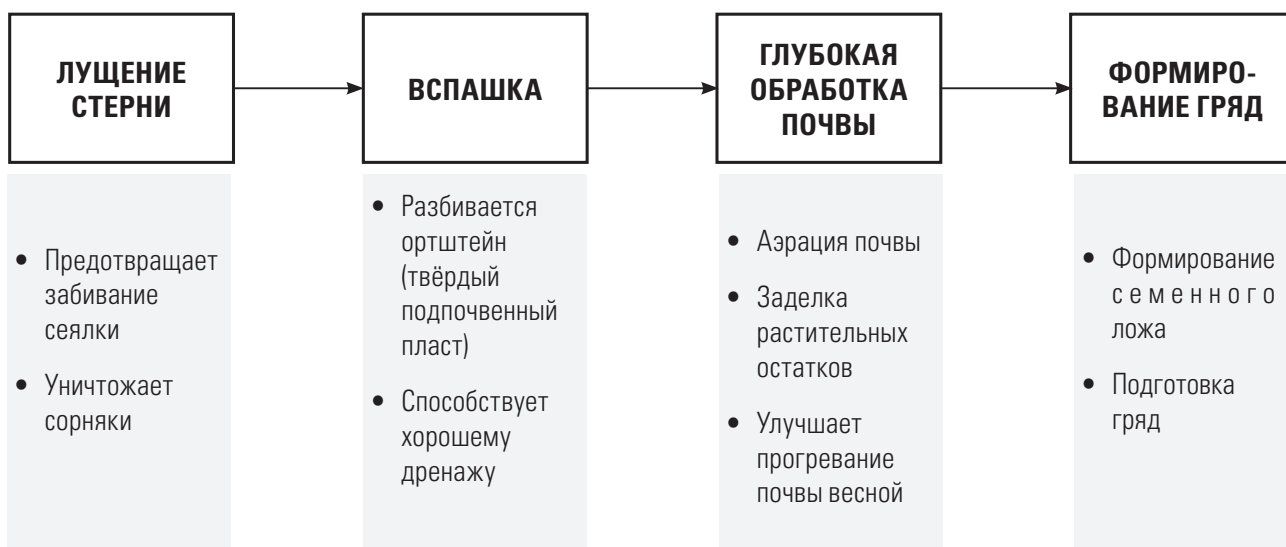 ЛУЩЕНИЕ
СТЕРНИ
ВСПАШКА
ГЛУБОКАЯ
ОБРАБОТКА
ПОЧВЫ
ФОРМИРО-
ВАНИЕ ГРЯД
• Предотвращает
забивание
сеялки
• Уничтожает
сорняки
• Разбивается
ортштейн
(твёрдый
подпочвенный
пласт)
• Способствует
хорошему
дренажу
• Аэрация почвы
• Заделка
растительных
остатков
• Улучшает
прогревание
почвы весной
• Формирование
семенного
ложа
• Подготовка
гряд